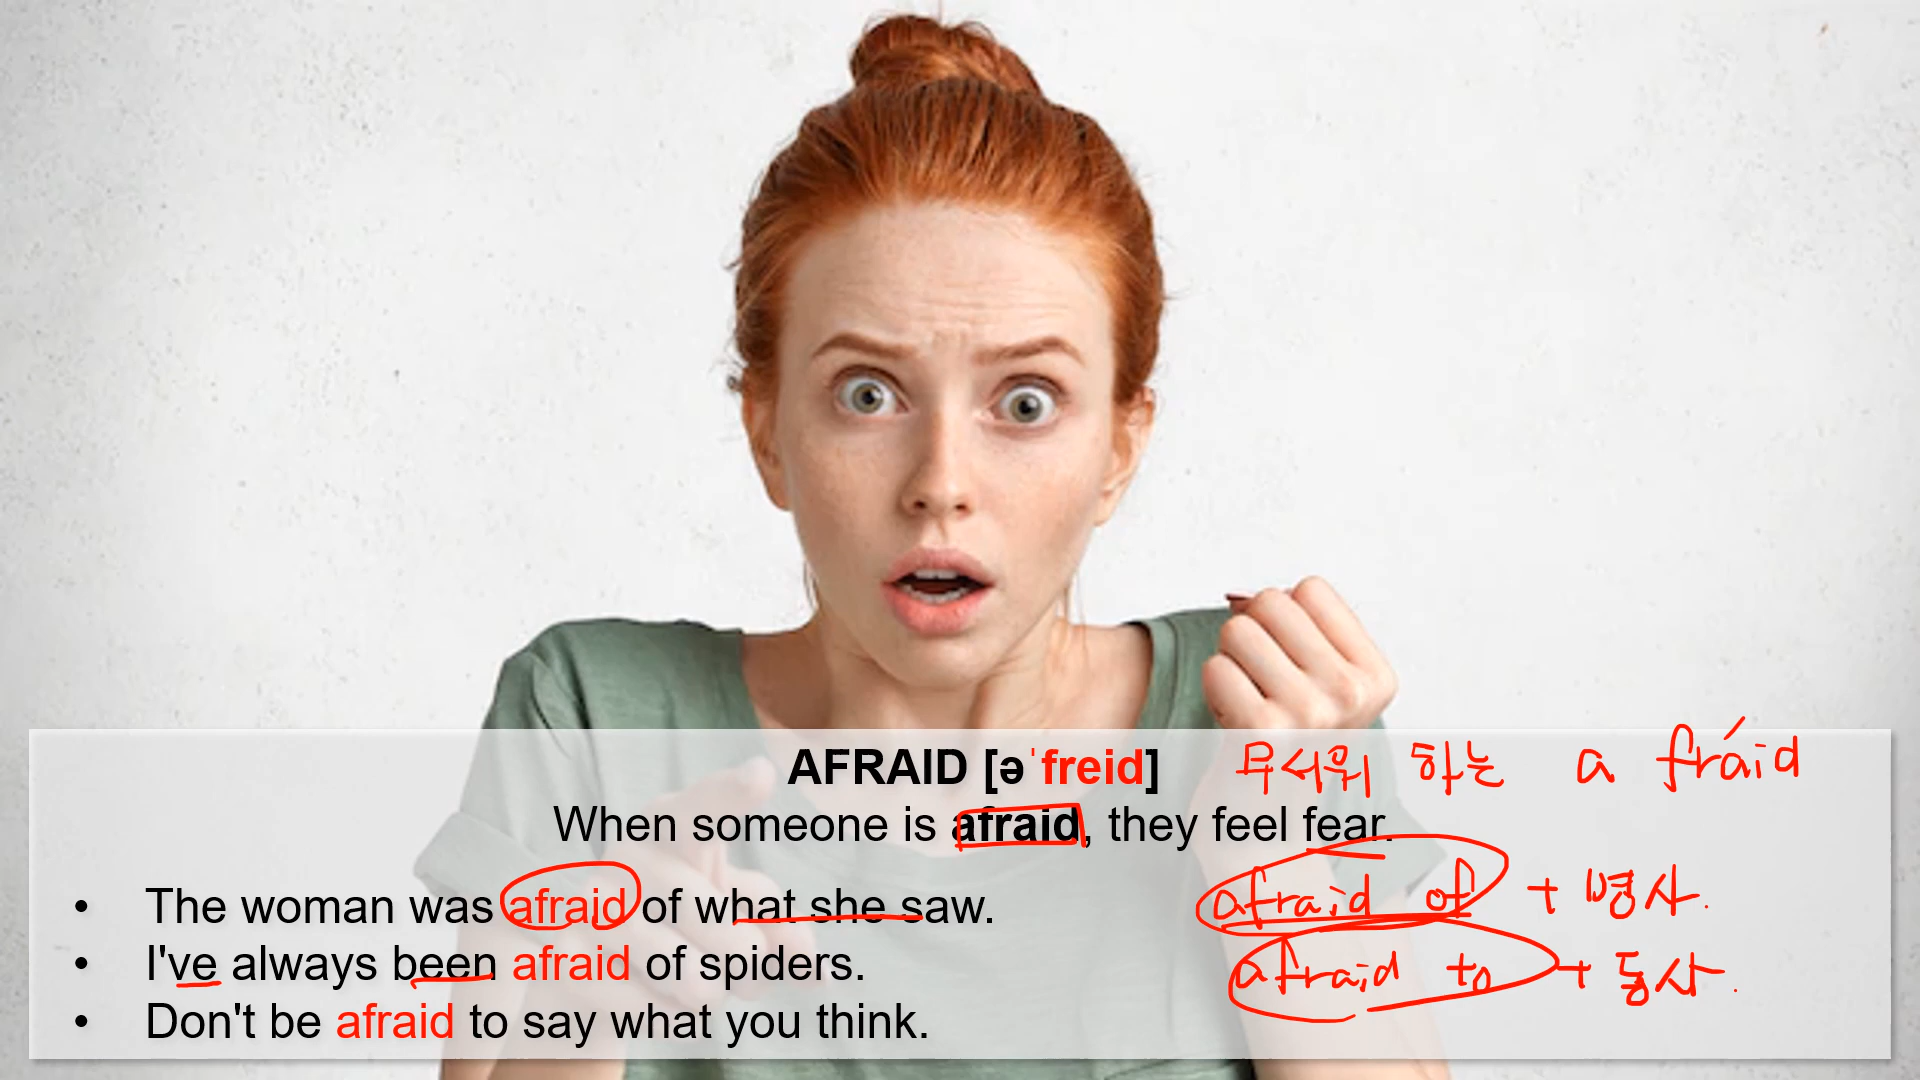 AFRAID [əˈfreid] 무서워 하는 a fráid
When someone is afraid, they feel fear.
• The woman was afraid of what she saw. afraid of + 명사.
• I've always been afraid of spiders. afraid to + 동사.
• Don't be afraid to say what you think.